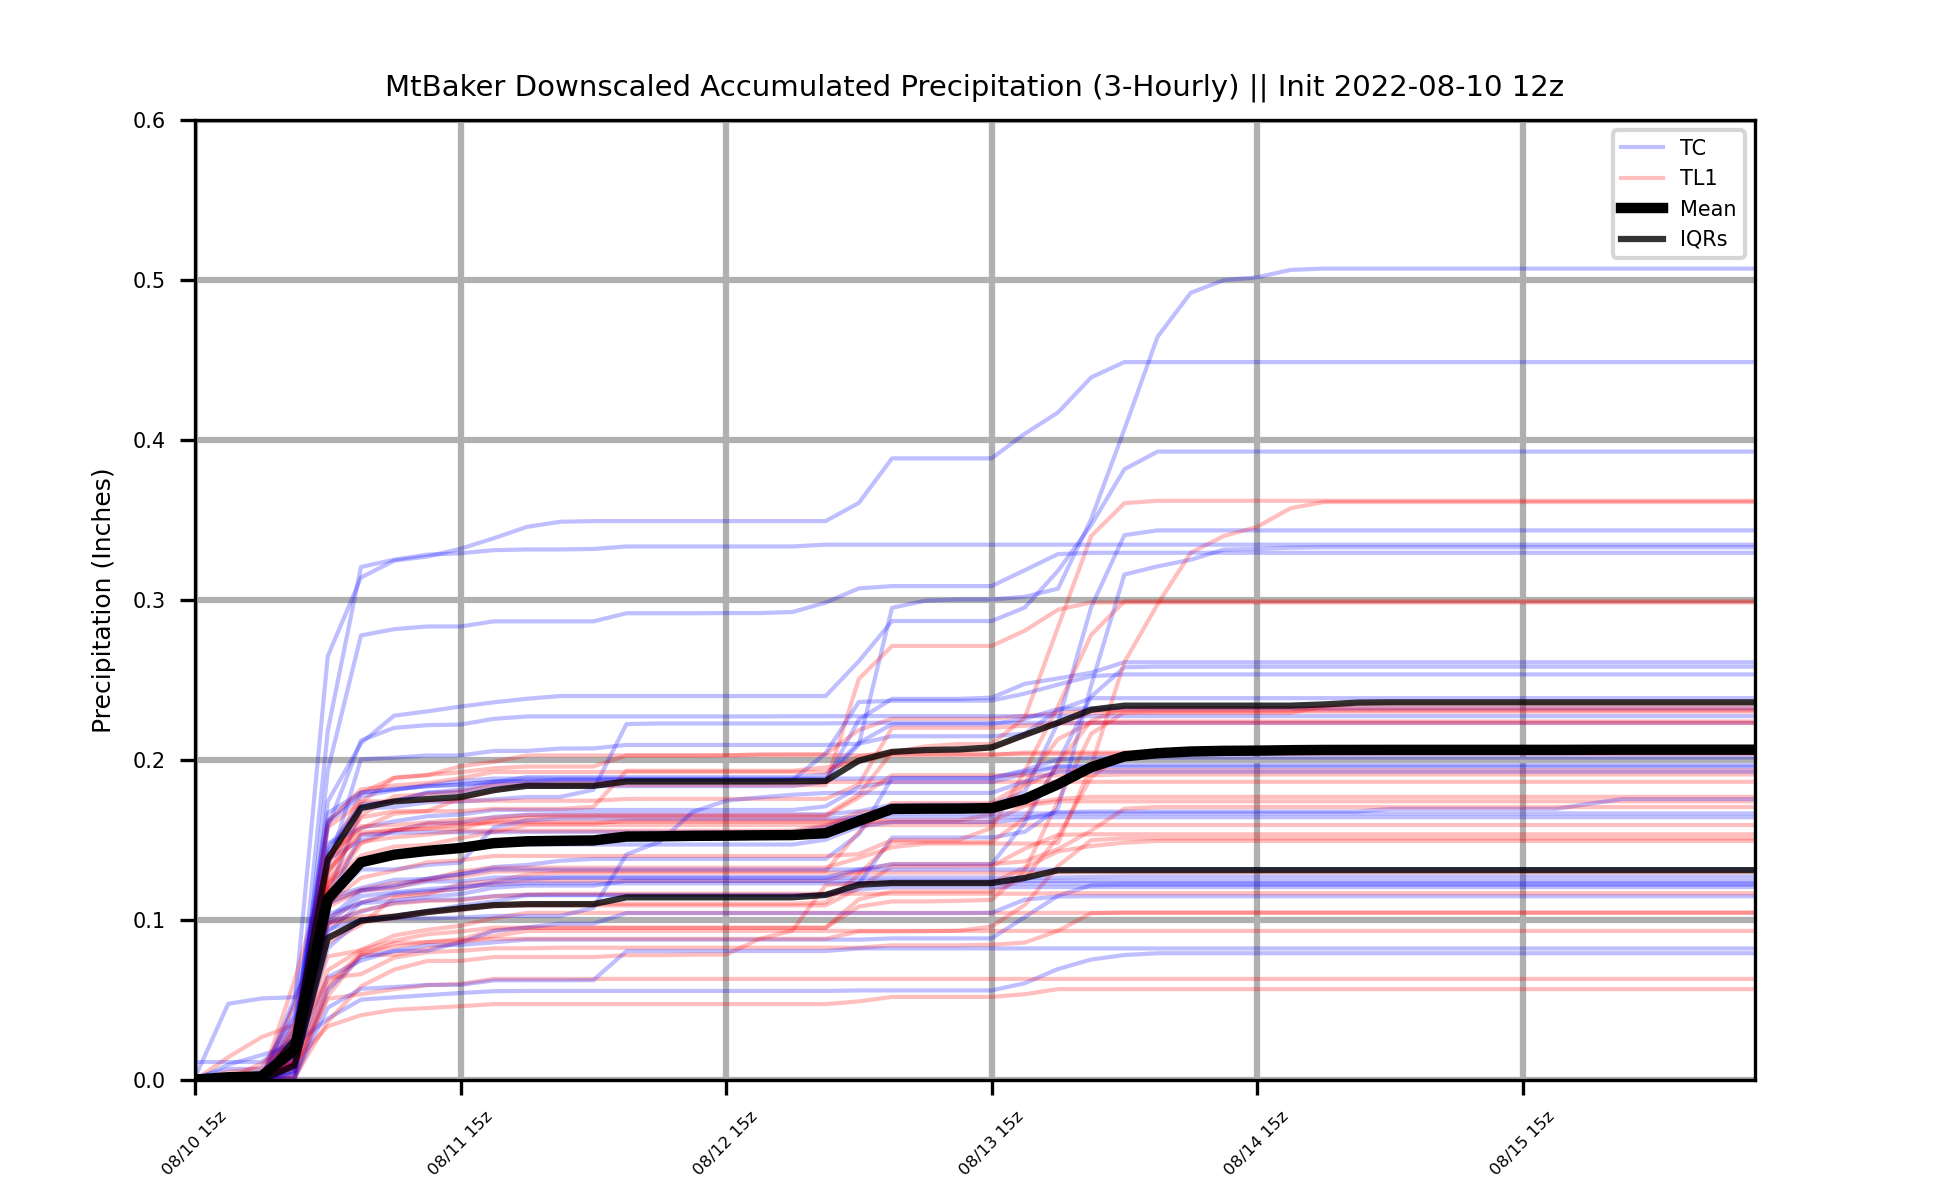 MtBaker Downscaled Accumulated Precipitation (3-Hourly) || Init 2022-08-10 12z
TC
TL1
Mean
IQRs
Precipitation (Inches)
0.6
0.5
0.4
0.3
0.2
0.1
0.0
08/10 15z
08/11 15z
08/12 15z
08/13 15z
08/14 15z
08/15 15z